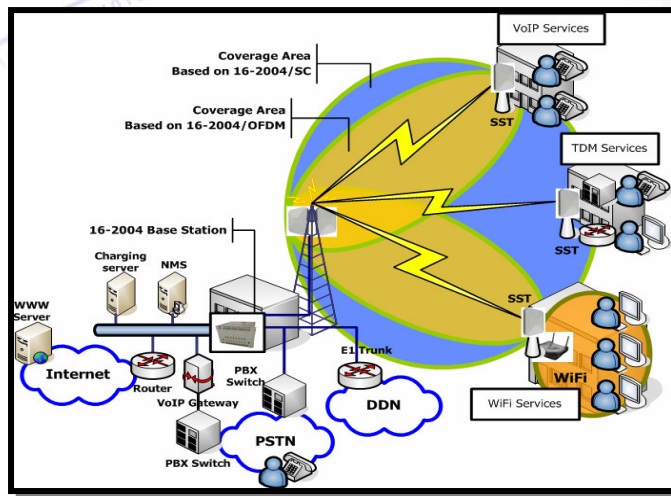 VoIP Services
Coverage Area
Based on 16-2004/SC
Coverage Area
Based on 16-2004/OFDM
SST
TDM Services
16-2004 Base Station
SST
Charging
server
NMS
WWW
Server
SST
Internet
Router
VoIP Gateway
PBX
Switch
E1 Trunk
DDN
WiFi
WiFi Services
PBX Switch
PSTN